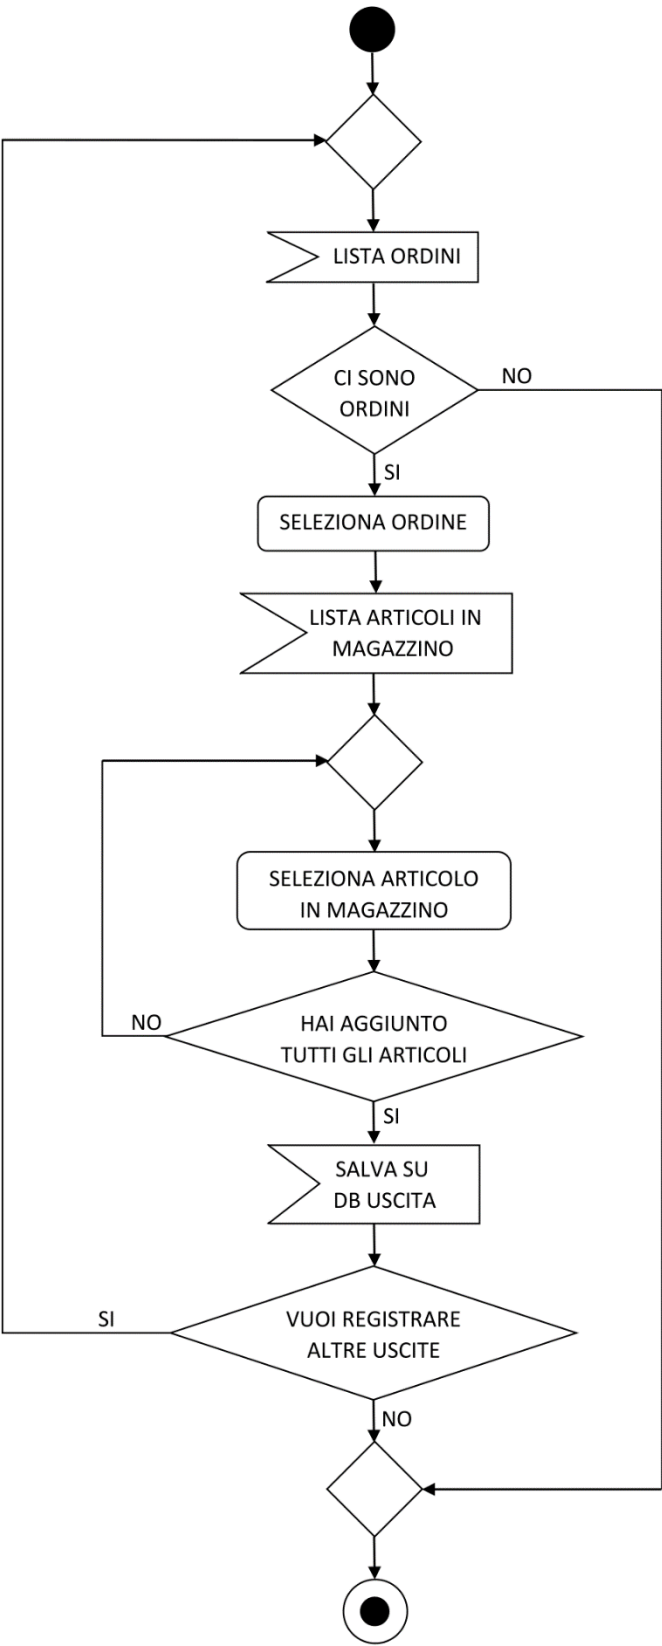 LISTA ORDINI
CI SONO
ORDINI
NO
SI
SELEZIONA ORDINE
LISTA ARTICOLI IN
MAGAZZINO
SELEZIONA ARTICOLO
IN MAGAZZINO
HAI AGGIUNTO
TUTTI GLI ARTICOLI
NO
SI
SALVA SU
DB USCITA
VUOI REGISTRARE
ALTRE USCITE
SI
NO